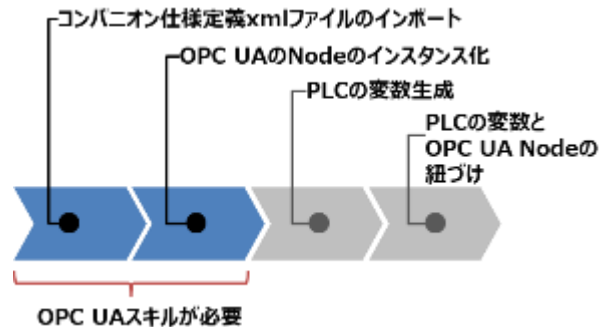 コンパニオン仕様定義xmlファイルのインポート
OPC UAのNodeのインスタンス化
PLCの変数生成
PLCの変数と
OPC UA Nodeの
紐づけ
OPC UAスキルが必要